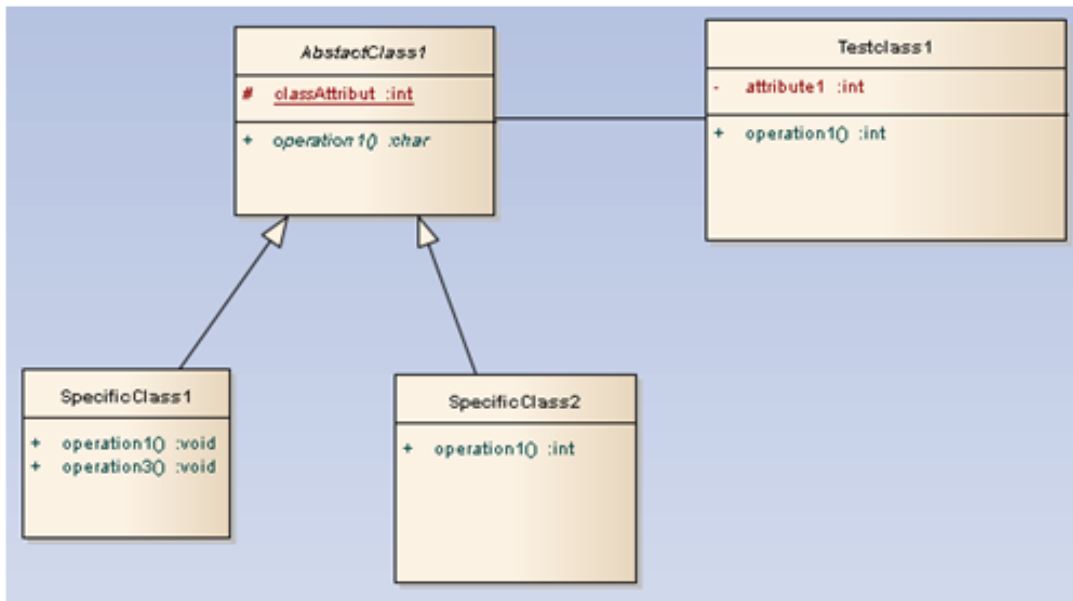 AbstactClass1
# classAttribut :int
+ operation1() :char
Testclass1
- attribute1 :int
+ operation1() :int
SpecificClass1
+ operation1() :void
+ operation3() :void
SpecificClass2
+ operation1() :int